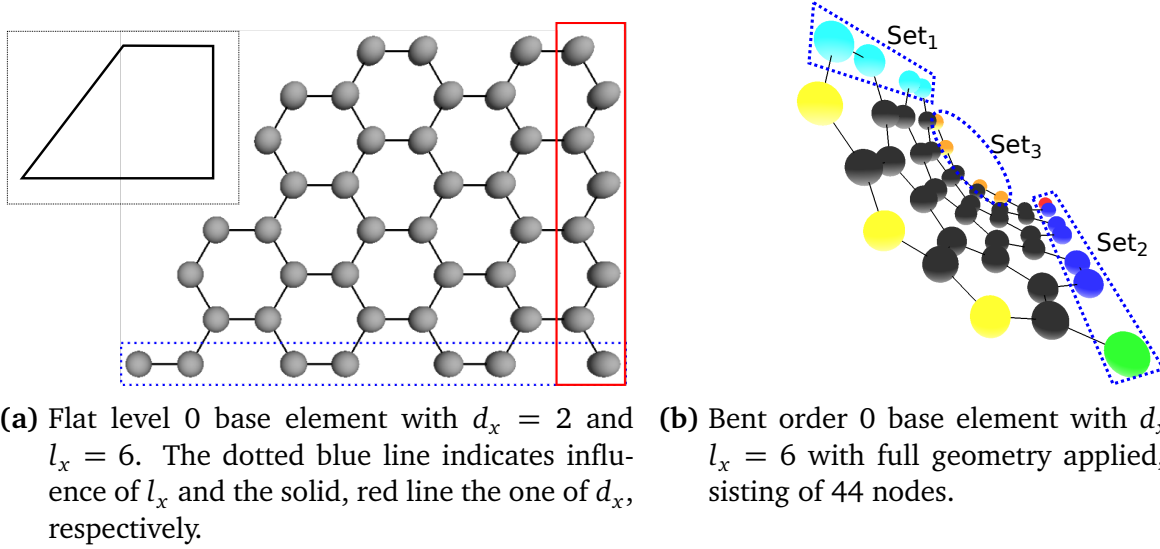 Set₁
Set₃
Set₂
(a) Flat level 0 base element with dₓ = 2 and
lₓ = 6. The dotted blue line indicates influ-
ence of lₓ and the solid, red line the one of dₓ,
respectively.
(b) Bent order 0 base element with dₓ
lₓ = 6 with full geometry applied,
sisting of 44 nodes.